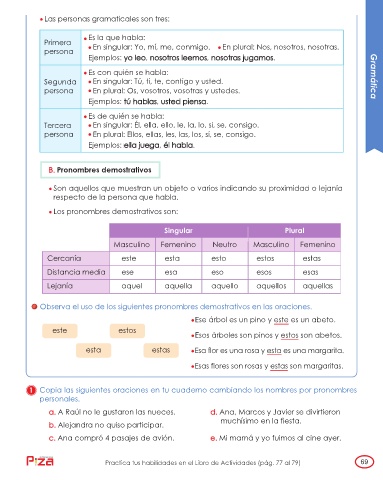 • Las personas gramaticales son tres:
Primera persona
• Es la que habla:
• En singular: Yo, mí, me, conmigo. • En plural: Nos, nosotros, nosotras.
Ejemplos: yo leo, nosotros leemos, nosotras jugamos.
Segunda persona
• Es con quién se habla:
• En singular: Tú, ti, te, contigo y usted.
• En plural: Os, vosotros, vosotras y ustedes.
Ejemplos: tú hablas, usted piensa.
Tercera persona
• Es de quién se habla:
• En singular: Él, ella, ello, le, la, lo, sí, se, consigo.
• En plural: Ellos, ellas, les, las, los, sí, se, consigo.
Ejemplos: ella juega, él habla.
Gramática
B. Pronombres demostrativos
• Son aquellos que muestran un objeto o varios indicando su proximidad o lejanía
respecto de la persona que habla.
• Los pronombres demostrativos son:
Singular Plural
Masculino Femenino Neutro Masculino Femenino
Cercanía este esta esto estos estas
Distancia media ese esa eso esos esas
Lejanía aquel aquella aquello aquellos aquellas
Observa el uso de los siguientes pronombres demostrativos en las oraciones.
este estos
esta estas
• Ese árbol es un pino y este es un abeto.
• Esos árboles son pinos y estos son abetos.
• Esa flor es una rosa y esta es una margarita.
• Esas flores son rosas y estas son margaritas.
1 Copia las siguientes oraciones en tu cuaderno cambiando los nombres por pronombres
personales.
a. A Raúl no le gustaron las nueces.
b. Alejandra no quiso participar.
c. Ana compró 4 pasajes de avión.
d. Ana, Marcos y Javier se divirtieron
muchísimo en la fiesta.
e. Mi mamá y yo fuimos al cine ayer.
Practica tus habilidades en el Libro de Actividades (pág. 77 al 79)
69